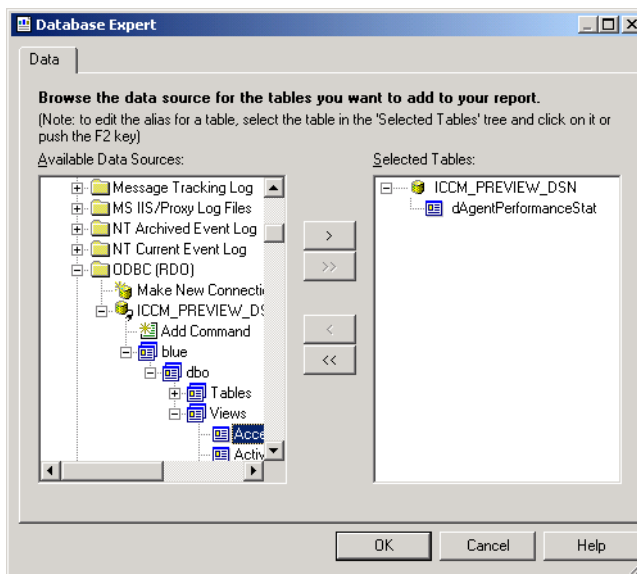 Database Expert
Data
Browse the data source for the tables you want to add to your report.
(Note: to edit the alias for a table, select the table in the 'Selected Tables' tree and click on it or
push the F2 key)
Available Data Sources:
Selected Tables:
Message Tracking Log
MS IIS/Proxy Log Files
NT Archived Event Log
NT Current Event Log
ODBC (RDO)
Make New Connecti
ICCM_PREVIEW_DS
Add Command
blue
dbo
Tables
Views
Acce
Activ
>
>>
<
<<
ICCM_PREVIEW_DSN
dAgentPerformanceStat
OK
Cancel
Help